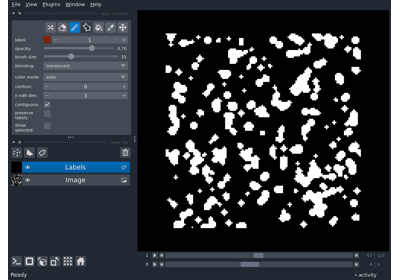 File View Plugins Window Help
label: 1
opacity: 0.70
brush size: 10
blending: translucent
color mode: auto
contour: 0
n edit dim: 3
contiguous:
preserve
labels:
show
selected:
Labels
Image
1
0
Ready
activity